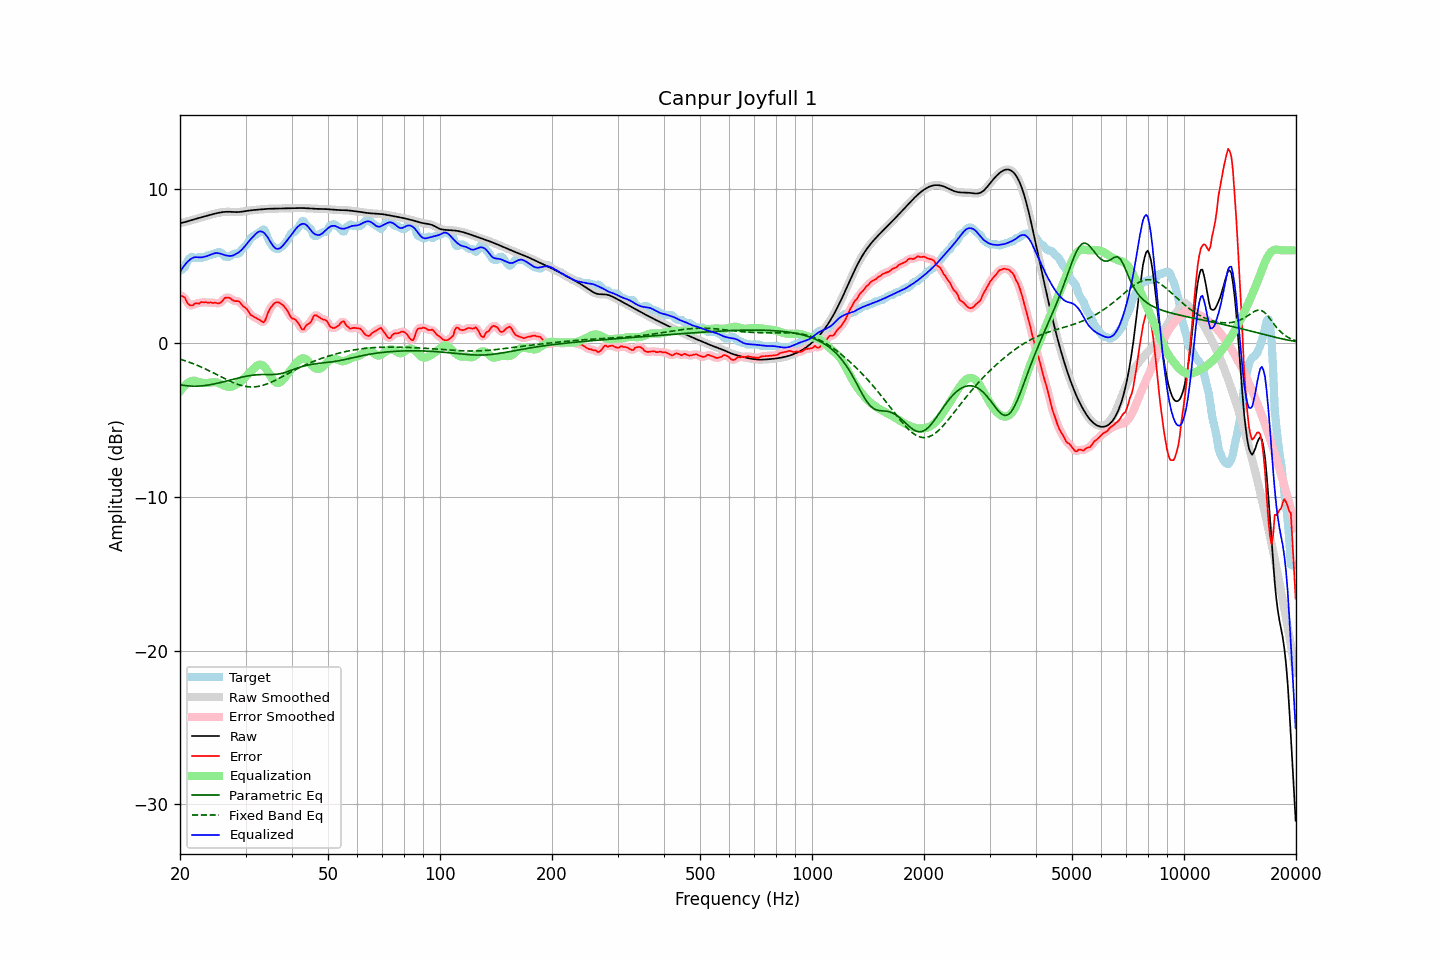 Canpur Joyfull 1
Amplitude (dBr)
10
0
−10
−20
−30
Target
Raw Smoothed
Error Smoothed
Raw
Error
Equalization
Parametric Eq
Fixed Band Eq
Equalized
20 50 100 200 500 1000 2000 5000 10000 20000
Frequency (Hz)